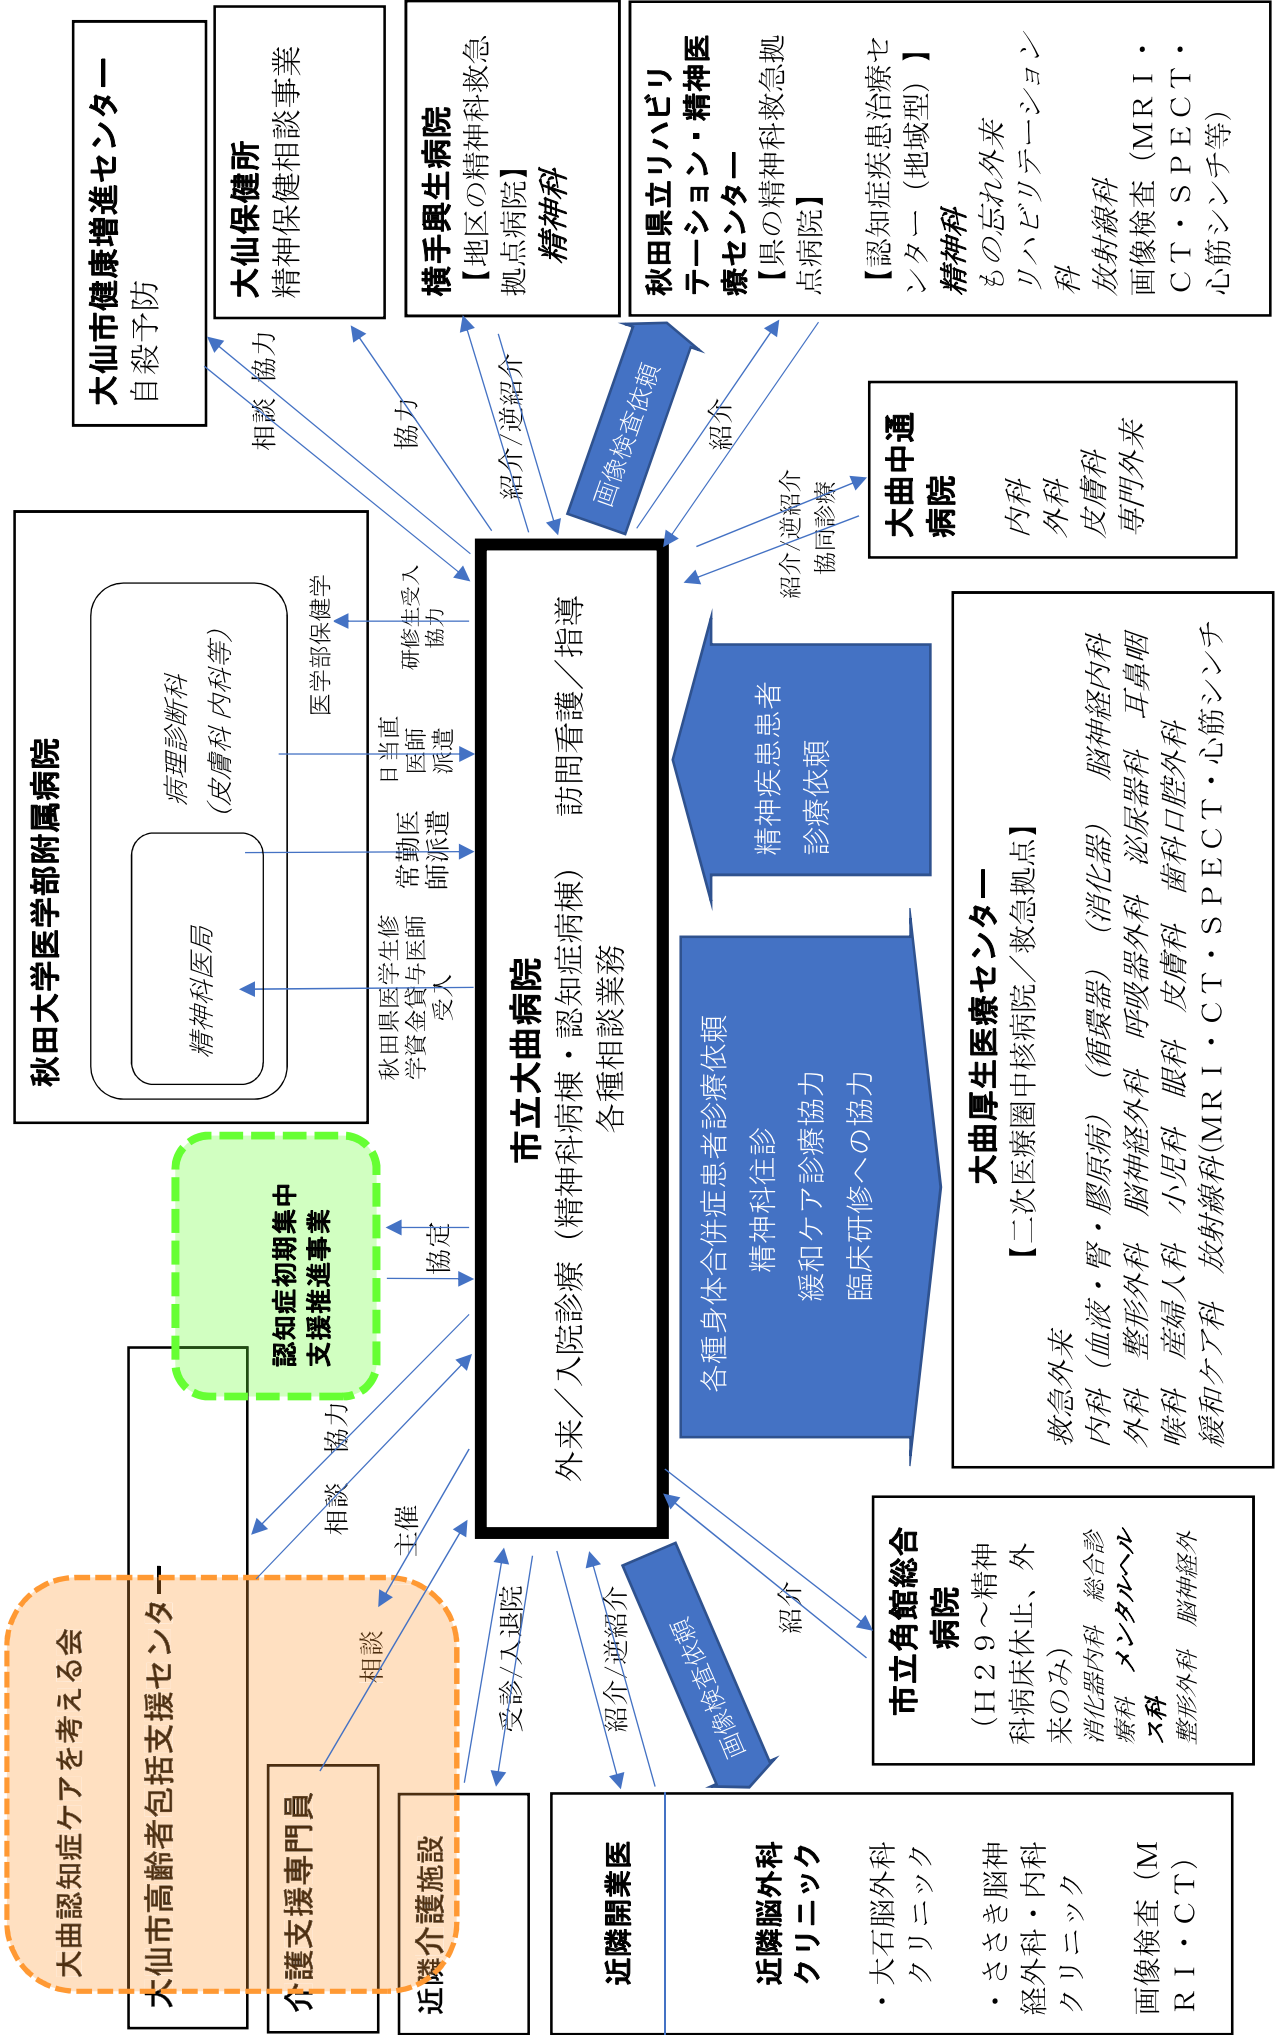 大曲認知症ケアを考える会
大仙市高齢者包括支援センター
介護支援専門員
近隣介護施設
認知症初期集中
支援推進事業
秋田大学医学部附属病院
精神科医局
病理診断科
(皮膚科 内科等)
医学部保健学
大仙市健康増進センター
自殺予防
大仙保健所
精神保健相談事業
横手興生病院
【地区の精神科救急
拠点病院】
精神科
秋田県立リハビリ
テーション・精神医
療センター
【県の精神科救急拠
点病院】
【認知症疾患治療セ
ンター（地域型）】
精神科
もの忘れ外来
リハビリテーション
科
放射線科
画像検査（MRI・
CT・SPECT・
心筋シンチ等）
協力
相談
主催
相談
協定
秋田県医学生修
学資金貸与医師
受入
常勤医
師派遣
日当直
医師
派遣
研修生受入
協力
相談
協力
協力
紹介/逆紹介
画像検査依頼
紹介
市立大曲病院
外来／入院診療（精神科病棟・認知症病棟）　訪問看護／指導
各種相談業務
受診/入退院
紹介/逆紹介
画像検査依頼
紹介
各種身体合併症患者診療依頼
精神科往診
緩和ケア診療協力
臨床研修への協力
精神疾患患者
診療依頼
紹介/逆紹介
協同診療
近隣開業医
近隣脳外科
クリニック
・大石脳外科
クリニック
・ささき脳神
経外科・内科
クリニック
画像検査（M
RI・CT）
市立角館総合
病院
（H29～精神
科病床休止、外
来のみ）
消化器内科　総合診
療科　メンタルヘル
ス科
整形外科　脳神経外
大曲厚生医療センター
【二次医療圏中核病院／救急拠点】
救急外来
内科（血液・腎・膠原病）（循環器）（消化器）　脳神経内科
外科　整形外科　脳神経外科　呼吸器外科　泌尿器科　耳鼻咽
喉科　産婦人科　小児科　眼科　皮膚科　歯科口腔外科
緩和ケア科　放射線科(MRI・CT・SPECT・心筋シンチ
大曲中通
病院
内科
外科
皮膚科
専門外来